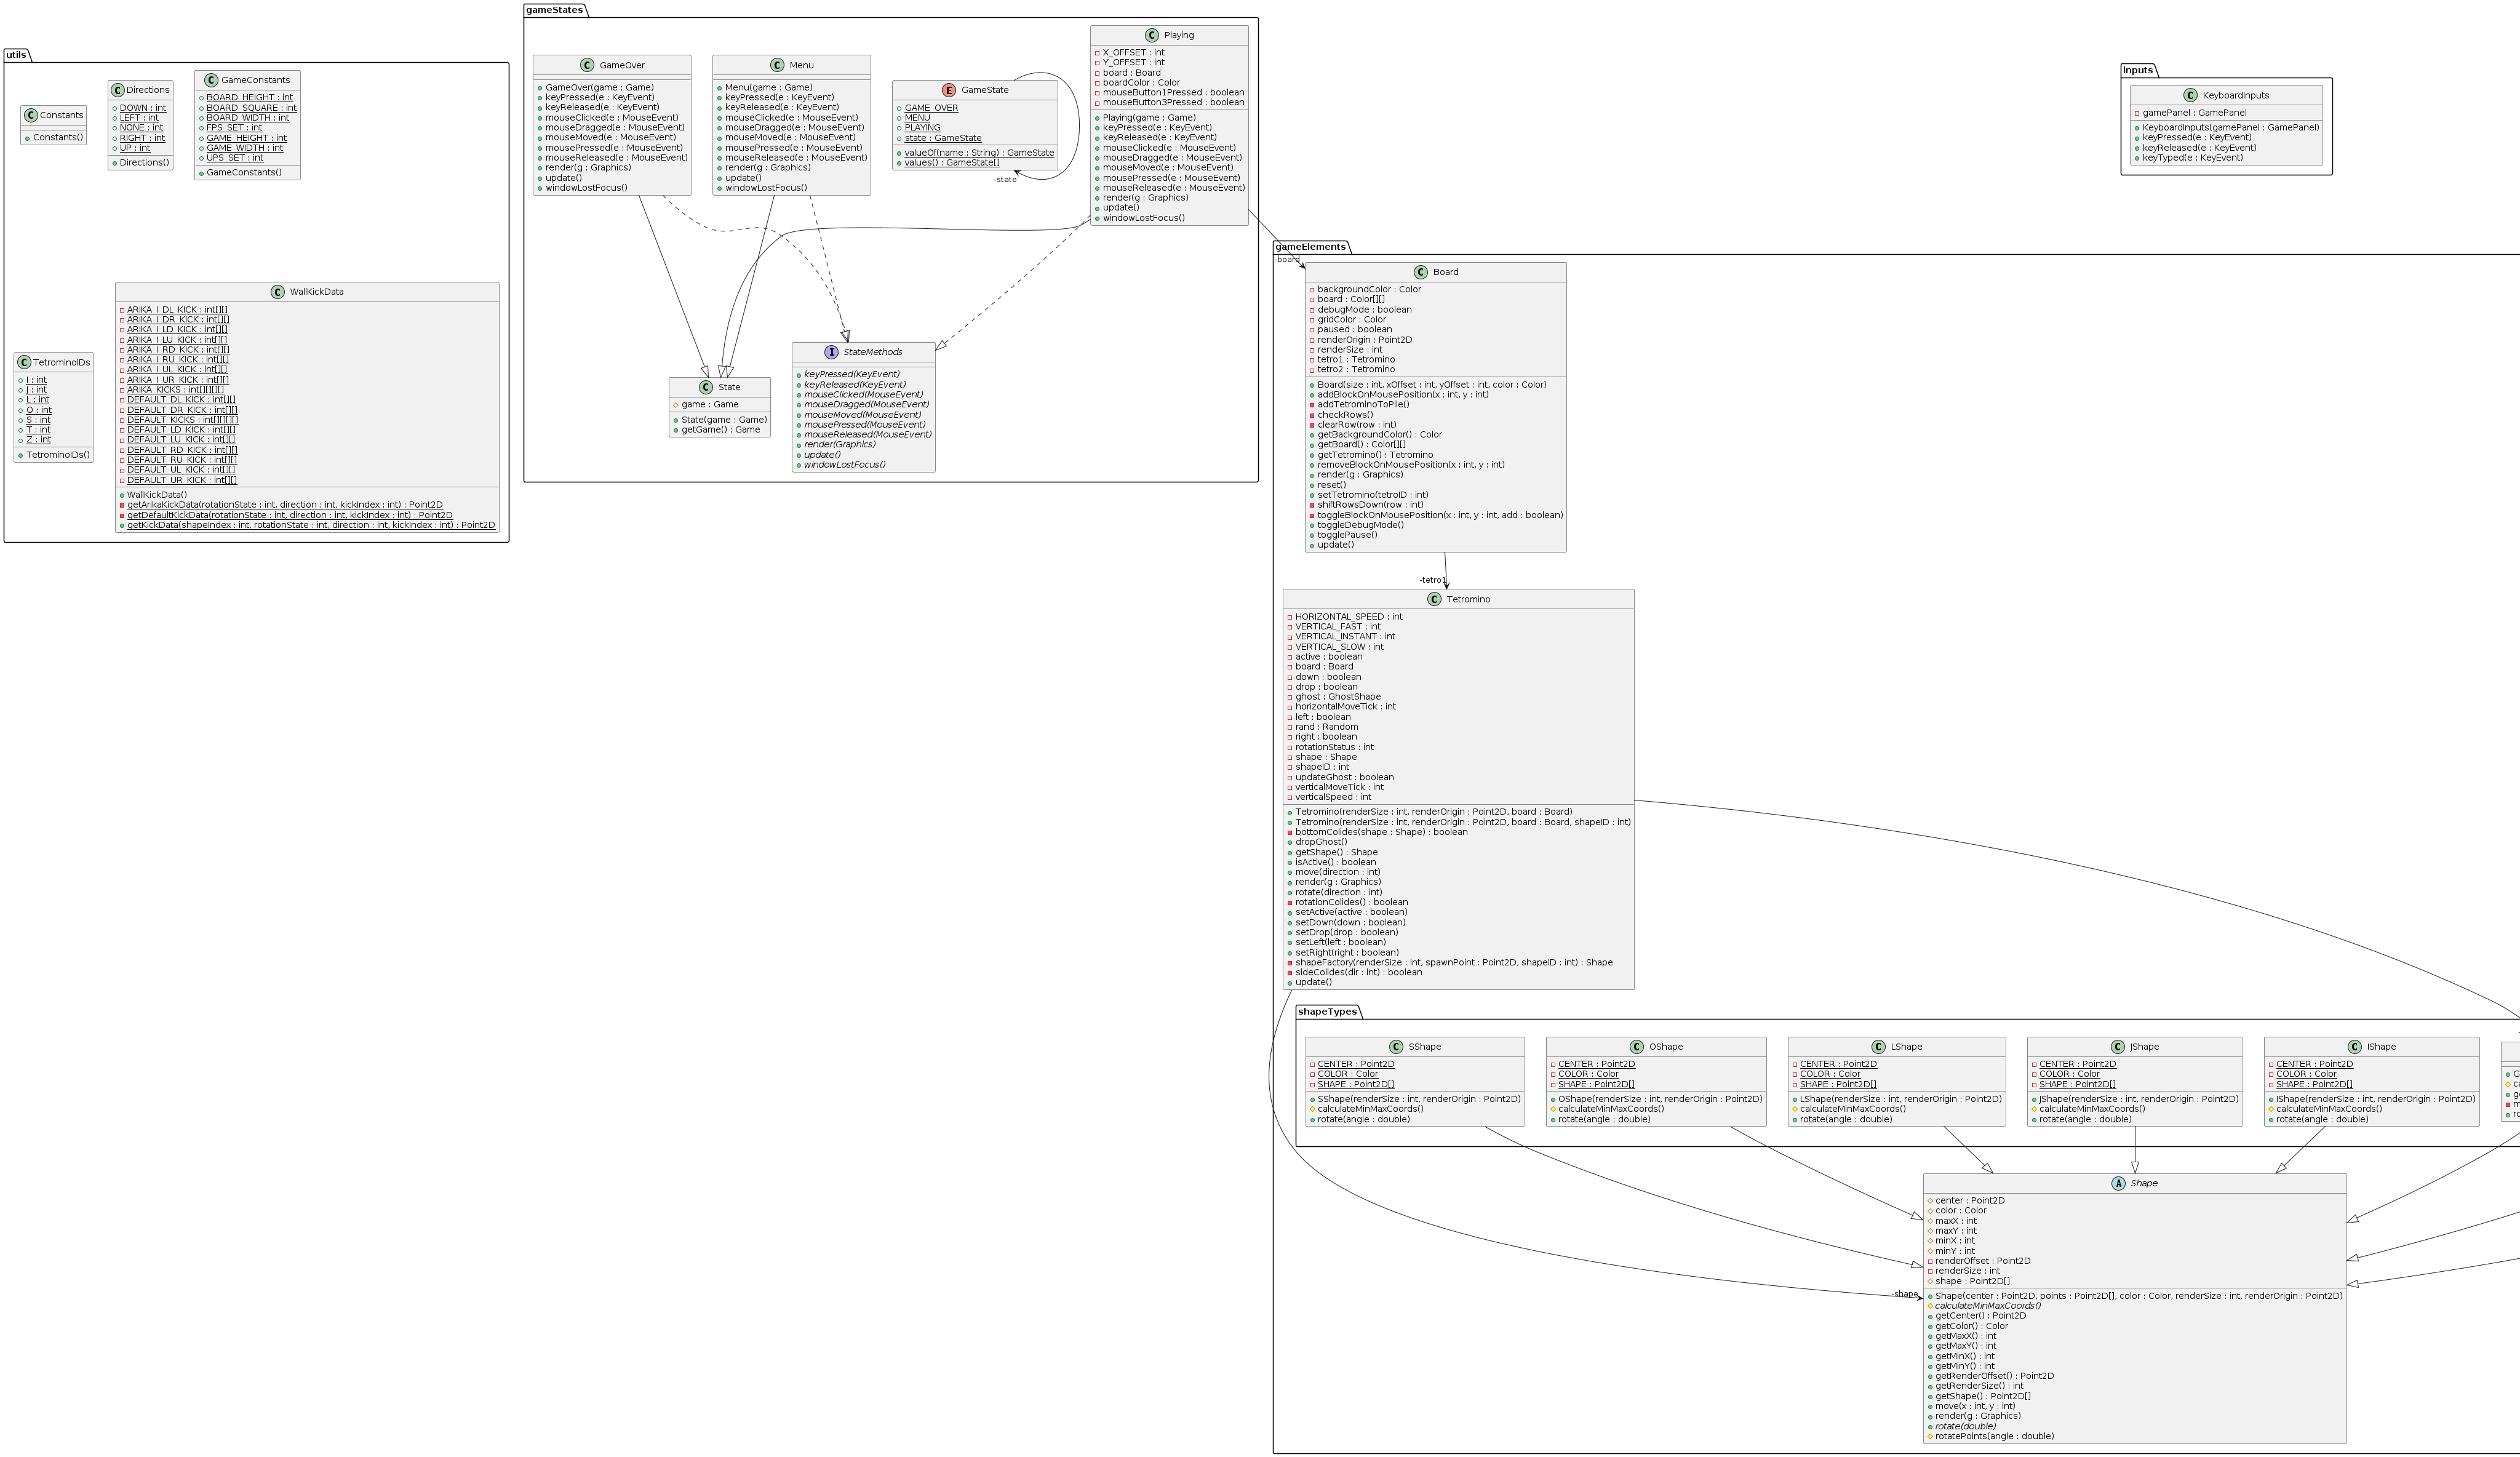 utils
Constants
Constants()
Directions
DOWN : int
LEFT : int
NONE : int
RIGHT : int
UP : int
Directions()
GameConstants
BOARD_HEIGHT : int
BOARD_SQUARE : int
BOARD_WIDTH : int
FPS_SET : int
GAME_HEIGHT : int
GAME_WIDTH : int
UPS_SET : int
GameConstants()
TetrominoIDs
I : int
J : int
L : int
O : int
S : int
T : int
Z : int
TetrominoIDs()
WallKickData
ARIKA_I_DL_KICK : int[][]
ARIKA_I_DR_KICK : int[][]
ARIKA_I_LD_KICK : int[][]
ARIKA_I_LU_KICK : int[][]
ARIKA_I_RD_KICK : int[][]
ARIKA_I_RU_KICK : int[][]
ARIKA_I_UL_KICK : int[][]
ARIKA_I_UR_KICK : int[][]
ARIKA_KICKS : int[][][][]
DEFAULT_DL_KICK : int[][]
DEFAULT_DR_KICK : int[][]
DEFAULT_KICKS : int[][][][]
DEFAULT_LD_KICK : int[][]
DEFAULT_LU_KICK : int[][]
DEFAULT_RD_KICK : int[][]
DEFAULT_RU_KICK : int[][]
DEFAULT_UL_KICK : int[][]
DEFAULT_UR_KICK : int[][]
WallKickData()
getArikaKickData(rotationState : int, direction : int, kickIndex : int) : Point2D
getDefaultKickData(rotationState : int, direction : int, kickIndex : int) : Point2D
getKickData(shapeIndex : int, rotationState : int, direction : int, kickIndex : int) : Point2D
gameStates
GameOver
GameOver(game : Game)
keyPressed(e : KeyEvent)
keyReleased(e : KeyEvent)
mouseClicked(e : MouseEvent)
mouseDragged(e : MouseEvent)
mouseMoved(e : MouseEvent)
mousePressed(e : MouseEvent)
mouseReleased(e : MouseEvent)
render(g : Graphics)
update()
windowLostFocus()
Menu
Menu(game : Game)
keyPressed(e : KeyEvent)
keyReleased(e : KeyEvent)
mouseClicked(e : MouseEvent)
mouseDragged(e : MouseEvent)
mouseMoved(e : MouseEvent)
mousePressed(e : MouseEvent)
mouseReleased(e : MouseEvent)
render(g : Graphics)
update()
windowLostFocus()
GameState
GAME_OVER
MENU
PLAYING
state : GameState
valueOf(name : String) : GameState
values() : GameState[]
-state
Playing
X_OFFSET : int
Y_OFFSET : int
board : Board
boardColor : Color
mouseButton1Pressed : boolean
mouseButton3Pressed : boolean
Playing(game : Game)
keyPressed(e : KeyEvent)
keyReleased(e : KeyEvent)
mouseClicked(e : MouseEvent)
mouseDragged(e : MouseEvent)
mouseMoved(e : MouseEvent)
mousePressed(e : MouseEvent)
mouseReleased(e : MouseEvent)
render(g : Graphics)
update()
windowLostFocus()
State
game : Game
State(game : Game)
getGame() : Game
StateMethods
keyPressed(KeyEvent)
keyReleased(KeyEvent)
mouseClicked(MouseEvent)
mouseDragged(MouseEvent)
mouseMoved(MouseEvent)
mousePressed(MouseEvent)
mouseReleased(MouseEvent)
render(Graphics)
update()
windowLostFocus()
inputs
KeyboardInputs
gamePanel : GamePanel
KeyboardInputs(gamePanel : GamePanel)
keyPressed(e : KeyEvent)
keyReleased(e : KeyEvent)
keyTyped(e : KeyEvent)
gameElements
-board
Board
backgroundColor : Color
board : Color[][]
debugMode : boolean
gridColor : Color
paused : boolean
renderOrigin : Point2D
renderSize : int
tetro1 : Tetromino
tetro2 : Tetromino
Board(size : int, xOffset : int, yOffset : int, color : Color)
addBlockOnMousePosition(x : int, y : int)
addTetrominoToPile()
checkRows()
clearRow(row : int)
getBackgroundColor() : Color
getBoard() : Color[][]
getTetromino() : Tetromino
removeBlockOnMousePosition(x : int, y : int)
render(g : Graphics)
reset()
setTetromino(tetroID : int)
shiftRowsDown(row : int)
toggleBlockOnMousePosition(x : int, y : int, add : boolean)
toggleDebugMode()
togglePause()
update()
-tetro1
Tetromino
HORIZONTAL_SPEED : int
VERTICAL_FAST : int
VERTICAL_INSTANT : int
VERTICAL_SLOW : int
active : boolean
board : Board
down : boolean
drop : boolean
ghost : GhostShape
horizontalMoveTick : int
left : boolean
rand : Random
right : boolean
rotationStatus : int
shape : Shape
shapeID : int
updateGhost : boolean
verticalMoveTick : int
verticalSpeed : int
Tetromino(renderSize : int, renderOrigin : Point2D, board : Board)
Tetromino(renderSize : int, renderOrigin : Point2D, board : Board, shapeID : int)
bottomColides(shape : Shape) : boolean
dropGhost()
getShape() : Shape
isActive() : boolean
move(direction : int)
render(g : Graphics)
rotate(direction : int)
rotationColides() : boolean
setActive(active : boolean)
setDown(down : boolean)
setDrop(drop : boolean)
setLeft(left : boolean)
setRight(right : boolean)
shapeFactory(renderSize : int, spawnPoint : Point2D, shapeID : int) : Shape
sideColides(dir : int) : boolean
update()
shapeTypes
SShape
CENTER : Point2D
COLOR : Color
SHAPE : Point2D[]
SShape(renderSize : int, renderOrigin : Point2D)
calculateMinMaxCoords()
rotate(angle : double)
OShape
CENTER : Point2D
COLOR : Color
SHAPE : Point2D[]
OShape(renderSize : int, renderOrigin : Point2D)
calculateMinMaxCoords()
rotate(angle : double)
LShape
CENTER : Point2D
COLOR : Color
SHAPE : Point2D[]
LShape(renderSize : int, renderOrigin : Point2D)
calculateMinMaxCoords()
rotate(angle : double)
JShape
CENTER : Point2D
COLOR : Color
SHAPE : Point2D[]
JShape(renderSize : int, renderOrigin : Point2D)
calculateMinMaxCoords()
rotate(angle : double)
IShape
CENTER : Point2D
COLOR : Color
SHAPE : Point2D[]
IShape(renderSize : int, renderOrigin : Point2D)
calculateMinMaxCoords()
rotate(angle : double)
-shape
Shape
center : Point2D
color : Color
maxX : int
maxY : int
minX : int
minY : int
renderOffset : Point2D
renderSize : int
shape : Point2D[]
Shape(center : Point2D, points : Point2D[], color : Color, renderSize : int, renderOrigin : Point2D)
calculateMinMaxCoords()
getCenter() : Point2D
getColor() : Color
getMaxX() : int
getMaxY() : int
getMinX() : int
getMinY() : int
getRenderOffset() : Point2D
getRenderSize() : int
getShape() : Point2D[]
move(x : int, y : int)
render(g : Graphics)
rotate(double)
rotatePoints(angle : double)